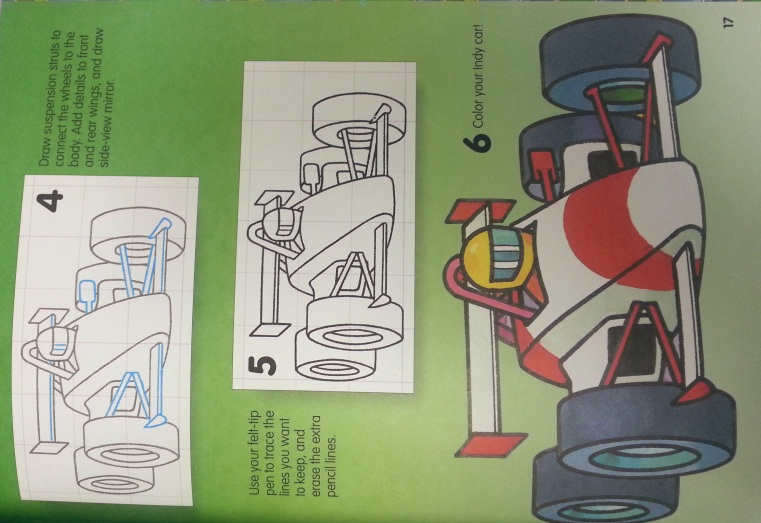 4
Draw suspension struts to
connect the wheels to the
body. Add details to front
and rear wings, and draw
side-view mirror.
5
Use your felt-tip
pen to trace the
lines you want
to keep, and
erase the extra
pencil lines.
6 Color your Indy car!
17